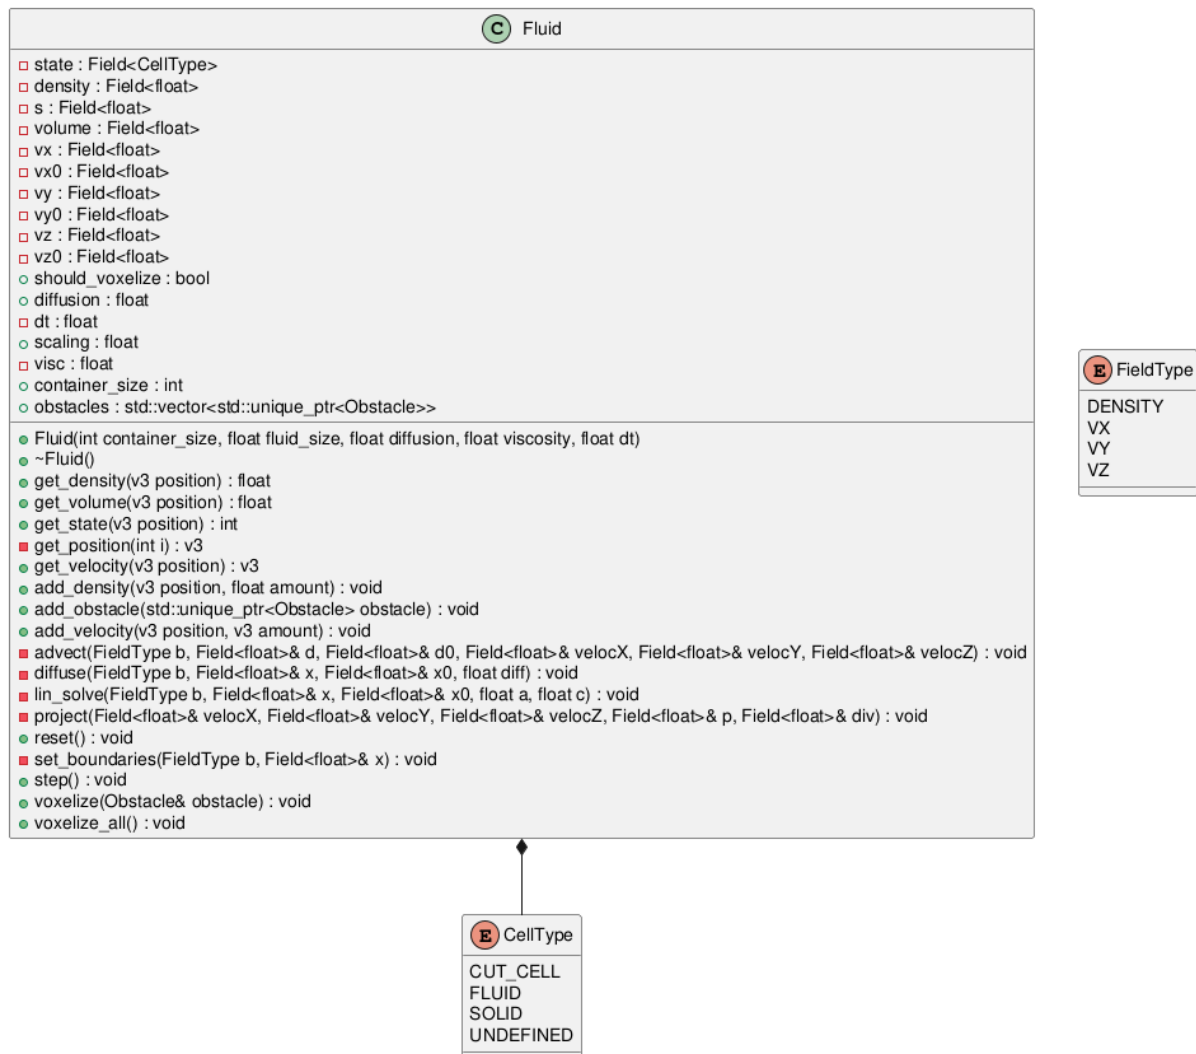 C Fluid
state : Field<CellType>
density : Field<float>
s : Field<float>
volume : Field<float>
vx : Field<float>
vx0 : Field<float>
vy : Field<float>
vy0 : Field<float>
vz : Field<float>
vz0 : Field<float>
should_voxelize : bool
diffusion : float
dt : float
scaling : float
visc : float
container_size : int
obstacles : std::vector<std::unique_ptr<Obstacle>>
Fluid(int container_size, float fluid_size, float diffusion, float viscosity, float dt)
~Fluid()
get_density(v3 position) : float
get_volume(v3 position) : float
get_state(v3 position) : int
get_position(int i) : v3
get_velocity(v3 position) : v3
add_density(v3 position, float amount) : void
add_obstacle(std::unique_ptr<Obstacle> obstacle) : void
add_velocity(v3 position, v3 amount) : void
advect(FieldType b, Field<float>& d, Field<float>& d0, Field<float>& velocX, Field<float>& velocY, Field<float>& velocZ) : void
diffuse(FieldType b, Field<float>& x, Field<float>& x0, float diff) : void
lin_solve(FieldType b, Field<float>& x, Field<float>& x0, float a, float c) : void
project(Field<float>& velocX, Field<float>& velocY, Field<float>& velocZ, Field<float>& p, Field<float>& div) : void
reset() : void
set_boundaries(FieldType b, Field<float>& x) : void
step() : void
voxelize(Obstacle& obstacle) : void
voxelize_all() : void
E FieldType
DENSITY
VX
VY
VZ
E CellType
CUT_CELL
FLUID
SOLID
UNDEFINED